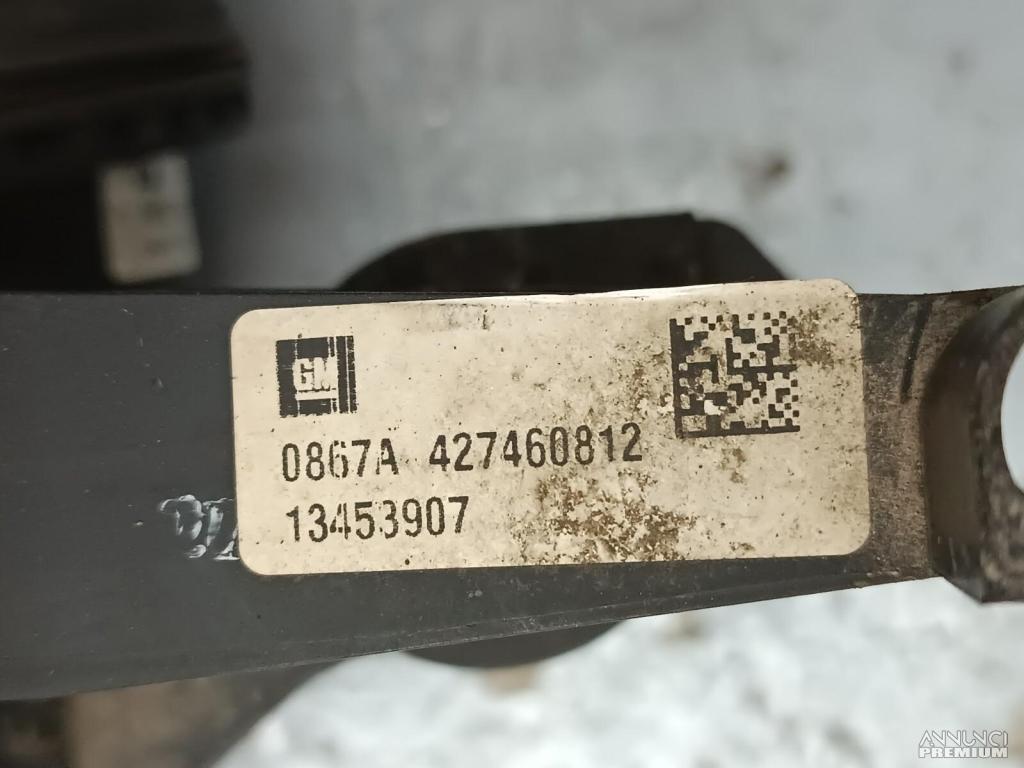 GM
0867A 427460812
13453907
ANNUNCI
PREMIUM